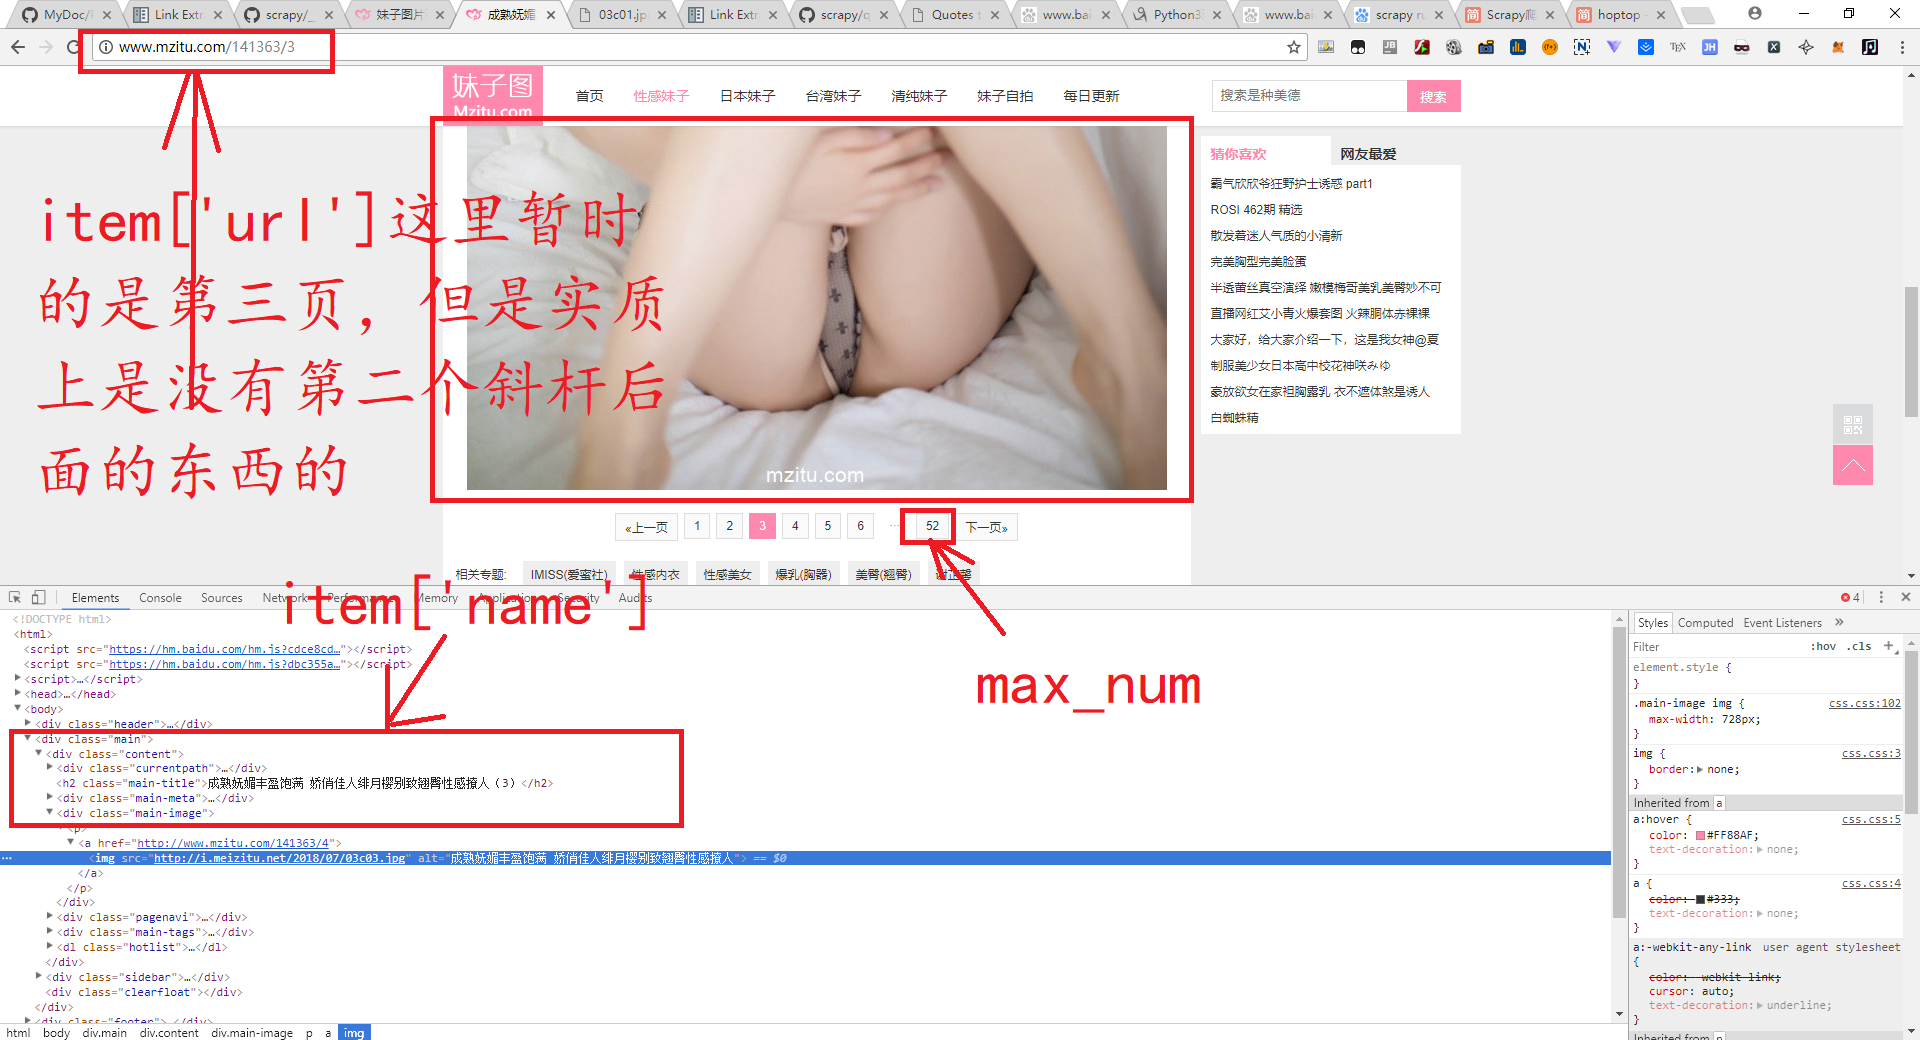 MyDoc/
Link Extr
scrapy/_
妹子图片
成熟妩媚
03c01.jp
Link Extr
scrapy/q
Quotes t
www.bai
Python3
www.bai
scrapy ru
Scrapy爬
hoptop -
www.mzitu.com/141363/3
妹子图
Mzitu.com
首页 性感妹子 日本妹子 台湾妹子 清纯妹子 妹子自拍 每日更新
搜索是种美德 搜索
猜你喜欢 网友最爱
霸气欣欣爷狂野护士诱惑 part1
ROSI 462期 精选
散发着迷人气质的小清新
完美胸型完美脸蛋
半透蕾丝真空演绎 嫩模梅哥美乳美臀妙不可
直播网红艾小青火爆套图 火辣胴体赤裸裸
大家好，给大家介绍一下，这是我女神@夏
制服美少女日本高中校花神咲みゆ
豪放欲女在家袒胸露乳 衣不遮体煞是诱人
白蜘蛛精
item['url']这里暂时
的是第三页，但是实质
上是没有第二个斜杆后
面的东西的
mzitu.com
«上一页 1 2 3 4 5 6 … 52 下一页»
相关专题: IMISS(爱蜜社) 性感内衣 性感美女 爆乳(胸器) 美臀(翘臀)
item['name']
max_num
Elements Console Sources Network Performance Memory Application Security Audits
4
<!DOCTYPE html>
<html>
<script src="https://hm.baidu.com/hm.js?cdce8cd…"></script>
<script src="https://hm.baidu.com/hm.js?dbc355a…"></script>
<script>…</script>
<head>…</head>
<body>
<div class="header">…</div>
<div class="main">
<div class="content">
<div class="currentpath">…</div>
<h2 class="main-title">成熟妩媚丰盈饱满 娇俏佳人绯月樱别致翘臀性感撩人（3）</h2>
<div class="main-meta">…</div>
<div class="main-image">
<p>
<a href="http://www.mzitu.com/141363/4">
<img src="http://i.meizitu.net/2018/07/03c03.jpg" alt="成熟妩媚丰盈饱满 娇俏佳人绯月樱别致翘臀性感撩人"> == $0
</a>
</p>
</div>
<div class="pagenavi">…</div>
<div class="main-tags">…</div>
<dl class="hotlist">…</dl>
</div>
<div class="sidebar">…</div>
<div class="clearfloat"></div>
</div>
<div class="footer">…</div>
html body div.main div.content div.main-image p a img
Styles Computed Event Listeners »
Filter :hov .cls +
element.style {
}
.main-image img { css.css:102
max-width: 728px;
}
img { css.css:3
border: none;
}
Inherited from a
a:hover { css.css:5
color: #FF88AF;
text-decoration: none;
}
a { css.css:4
color: #333;
text-decoration: none;
}
a:-webkit-any-link user agent stylesheet
{
color: -webkit-link;
cursor: auto;
text-decoration: underline;
}
Inherited from p